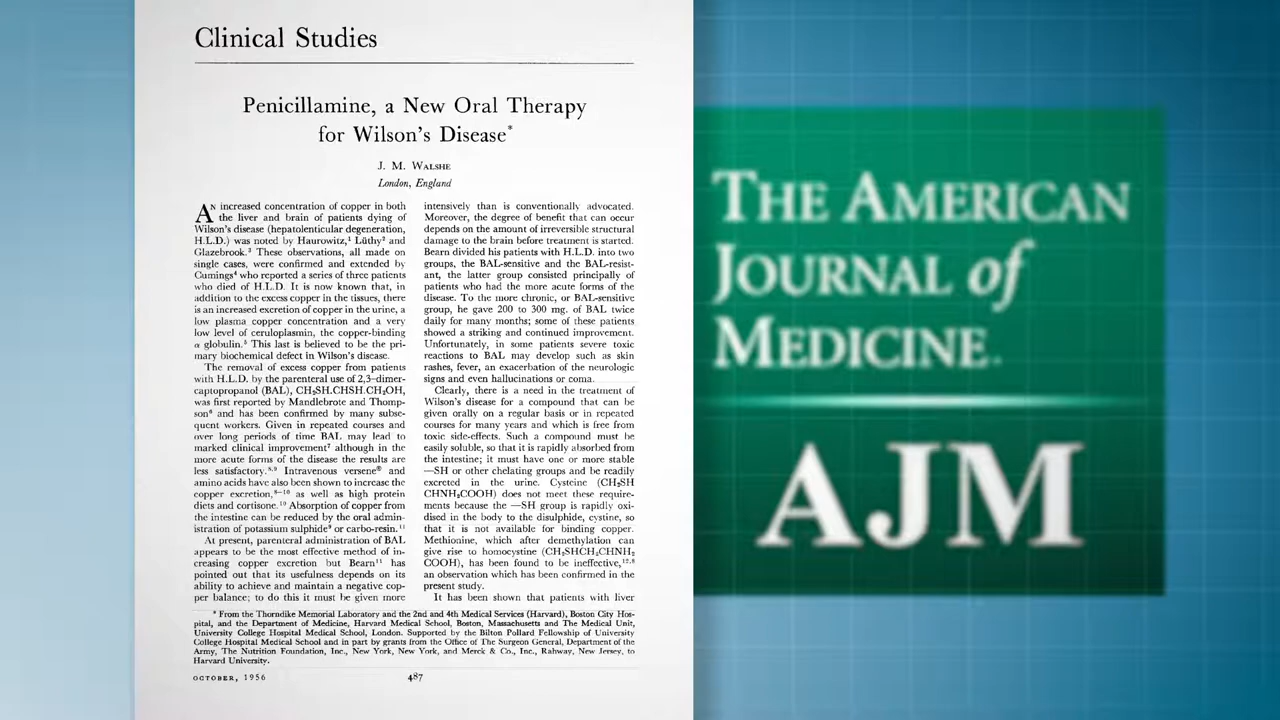 Clinical Studies
Penicillamine, a New Oral Therapy
for Wilson's Disease*
J. M. WALSHE
London, England
AN increased concentration of copper in both
the liver and brain of patients dying of
Wilson's disease (hepatolenticular degeneration,
H.L.D.) was noted by Haurowitz,¹ Lüthy² and
Glazebrook.³ These observations, all made on
single cases, were confirmed and extended by
Cumings⁴ who reported a series of three patients
who died of H.L.D. It is now known that, in
addition to the excess copper in the tissues, there
is an increased excretion of copper in the urine, a
low plasma copper concentration and a very
low level of ceruloplasmin, the copper-binding
α globulin.⁵ This last is believed to be the pri-
mary biochemical defect in Wilson's disease.
The removal of excess copper from patients
with H.L.D. by the parenteral use of 2,3–dimer-
captopropanol (BAL), CH₂SH.CHSH.CH₂OH,
was first reported by Mandlebrote and Thomp-
son⁶ and has been confirmed by many subse-
quent workers. Given in repeated courses and
over long periods of time BAL may lead to
marked clinical improvement⁷ although in the
more acute forms of the disease the results are
less satisfactory.⁸,⁹ Intravenous versene® and
amino acids have also been shown to increase the
copper excretion,⁸⁻¹⁰ as well as high protein
diets and cortisone.¹⁰ Absorption of copper from
the intestine can be reduced by the oral admin-
istration of potassium sulphide⁹ or carbo-resin.¹¹
At present, parenteral administration of BAL
appears to be the most effective method of in-
creasing copper excretion but Bearn¹¹ has
pointed out that its usefulness depends on its
ability to achieve and maintain a negative cop-
per balance; to do this it must be given more
intensively than is conventionally advocated.
Moreover, the degree of benefit that can occur
depends on the amount of irreversible structural
damage to the brain before treatment is started.
Bearn divided his patients with H.L.D. into two
groups, the BAL-sensitive and the BAL-resist-
ant, the latter group consisted principally of
patients who had the more acute forms of the
disease. To the more chronic, or BAL-sensitive
group, he gave 200 to 300 mg. of BAL twice
daily for many months; some of these patients
showed a striking and continued improvement.
Unfortunately, in some patients severe toxic
reactions to BAL may develop such as skin
rashes, fever, an exacerbation of the neurologic
signs and even hallucinations or coma.
Clearly, there is a need in the treatment of
Wilson's disease for a compound that can be
given orally on a regular basis or in repeated
courses for many years and which is free from
toxic side-effects. Such a compound must be
easily soluble, so that it is rapidly absorbed from
the intestine; it must have one or more stable
—SH or other chelating groups and be readily
excreted in the urine. Cysteine (CH₂SH
CHNH₂COOH) does not meet these require-
ments because the —SH group is rapidly oxi-
dised in the body to the disulphide, cystine, so
that it is not available for binding copper.
Methionine, which after demethylation can
give rise to homocystine (CH₂SHCH₂CHNH₂
COOH), has been found to be ineffective,
an observation which has been confirmed in the
present study.
It has been shown that patients with liver
* From the Thorndike Memorial Laboratory and the 2nd and 4th Medical Services (Harvard), Boston City Hos-
pital, and the Department of Medicine, Harvard Medical School, Boston, Massachusetts and The Medical Unit,
University College Hospital Medical School, London. Supported by the Bilton Pollard Fellowship of University
College Hospital Medical School and in part by grants from the Office of The Surgeon General, Department of the
Army, The Nutrition Foundation, Inc., New York, New York, and Merck & Co., Inc., Rahway, New Jersey, to
Harvard University.
OCTOBER, 1956
487
THE AMERICAN
JOURNAL of
MEDICINE.
AJM